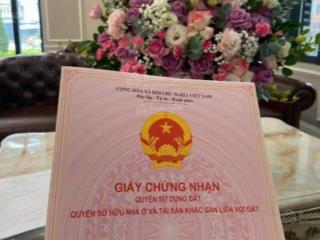 CỘNG HÒA XÃ HỘI CHỦ NGHĨA VIỆT NAM
Độc lập - Tự do - Hạnh phúc
GIẤY CHỨNG NHẬN
QUYỀN SỬ DỤNG ĐẤT
QUYỀN SỞ HỮU NHÀ Ở VÀ TÀI SẢN KHÁC GẮN LIỀN VỚI ĐẤT